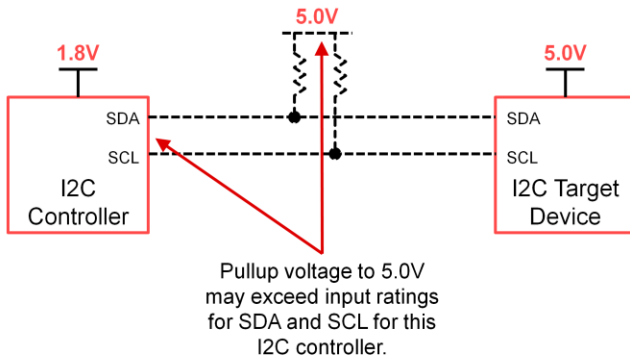 5.0V
1.8V
5.0V
SDA
SCL
I2C
Controller
SDA
SCL
I2C Target
Device
Pullup voltage to 5.0V
may exceed input ratings
for SDA and SCL for this
I2C controller.